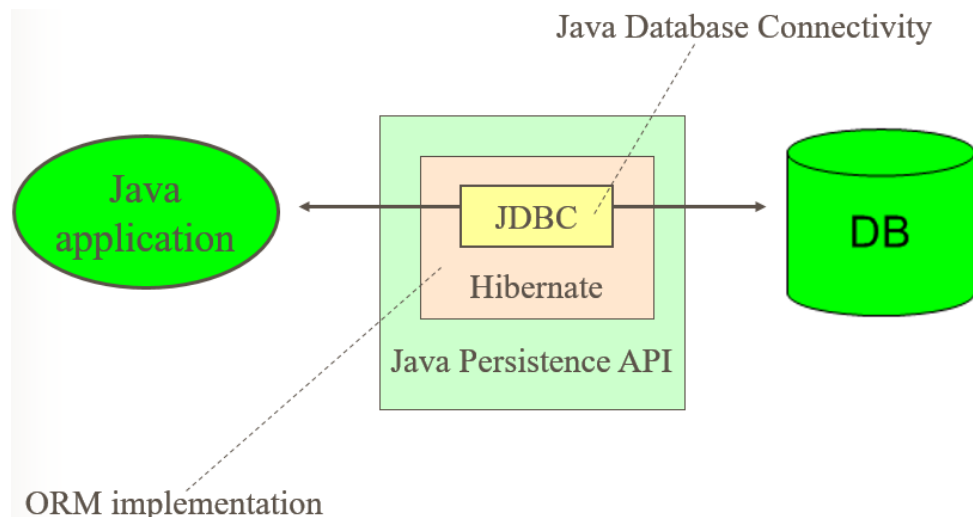 Java Database Connectivity
Java
application
JDBC
DB
Hibernate
Java Persistence API
ORM implementation